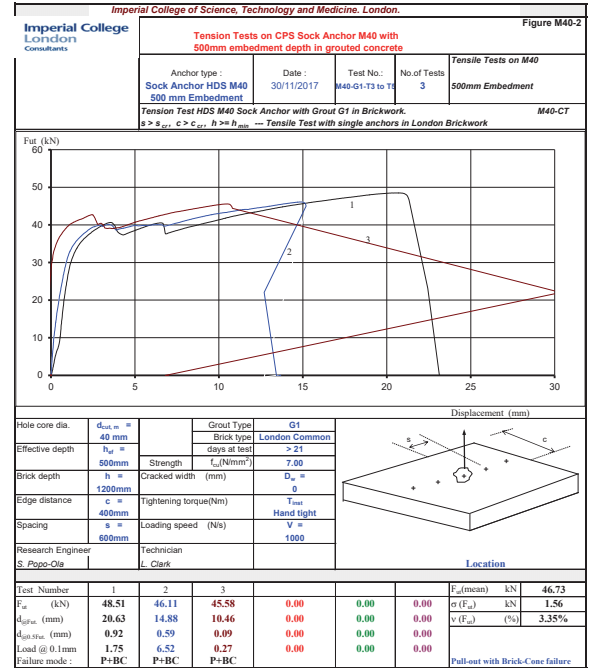 Imperial College of Science, Technology and Medicine. London.
Imperial College
London
Consultants
Figure M40-2
Tension Tests on CPS Sock Anchor M40 with
500mm embedment depth in grouted concrete
Anchor type :
Sock Anchor HDS M40
500 mm Embedment
Date :
30/11/2017
Test No.:
M40-G1-T3 to T5
No.of Tests
3
Tensile Tests on M40
500mm Embedment
Tension Test HDS M40 Sock Anchor with Grout G1 in Brickwork.
M40-CT
s > s cr, c > c cr, h >= h min --- Tensile Test with single anchors in London Brickwork
Fut (kN)
60
50
40
30
20
10
0
0 5 10 15 20 25 30
1
2
3
Displacement (mm)
Hole core dia. dcut, m = Grout Type G1
40 mm Brick type London Common
Effective depth hef = days at test > 21
500mm Strength fcu(N/mm2) 7.00
Brick depth h = Cracked width (mm) Dw =
1200mm 0
Edge distance c = Tightening torque(Nm) Tinst
400mm Hand tight
Spacing s = Loading speed (N/s) V =
600mm 1000
Research Engineer Technician
S. Popo-Ola L. Clark
s
c
Location
Test Number 1 2 3 Fut(mean) kN 46.73
Fut (kN) 48.51 46.11 45.58 0.00 0.00 0.00 σ (Fut) kN 1.56
d@Fut. (mm) 20.63 14.88 10.46 0.00 0.00 0.00 ν (Fut) (%) 3.35%
d@0.5Fut. (mm) 0.92 0.59 0.09 0.00 0.00 0.00
Load @ 0.1mm 1.75 6.52 0.27 0.00 0.00 0.00
Failure mode : P+BC P+BC P+BC Pull-out with Brick-Cone failure